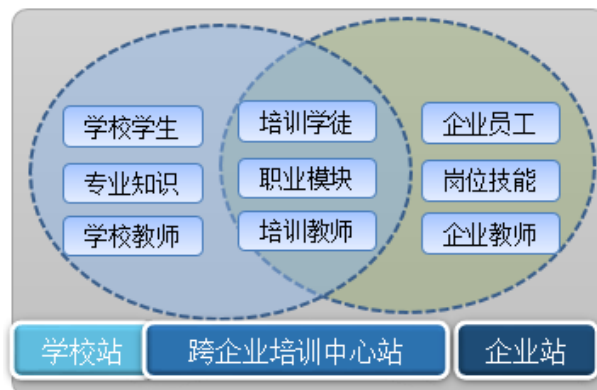 学校学生
培训学徒
企业员工
专业知识
职业模块
岗位技能
学校教师
培训教师
企业教师
学校站
跨企业培训中心站
企业站